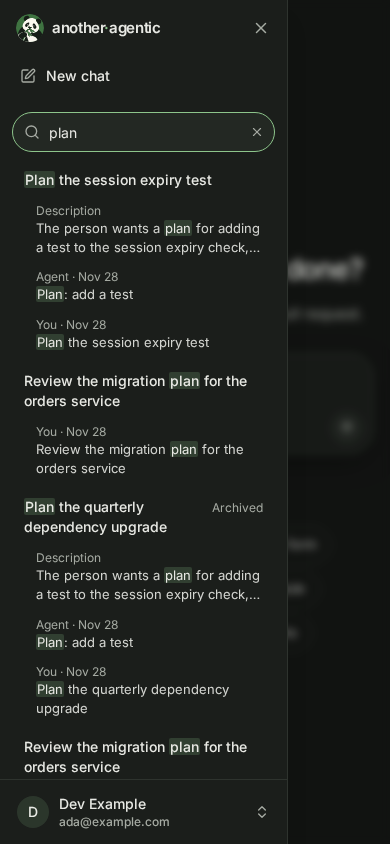 another·agentic
New chat
plan
Plan the session expiry test
Description
The person wants a plan for adding
a test to the session expiry check,...
Agent · Nov 28
Plan: add a test
You · Nov 28
Plan the session expiry test
Review the migration plan for the
orders service
You · Nov 28
Review the migration plan for the
orders service
Plan the quarterly
dependency upgrade
Archived
Description
The person wants a plan for adding
a test to the session expiry check,...
Agent · Nov 28
Plan: add a test
You · Nov 28
Plan the quarterly dependency
upgrade
Review the migration plan for the
orders service
D
Dev Example
ada@example.com
done?